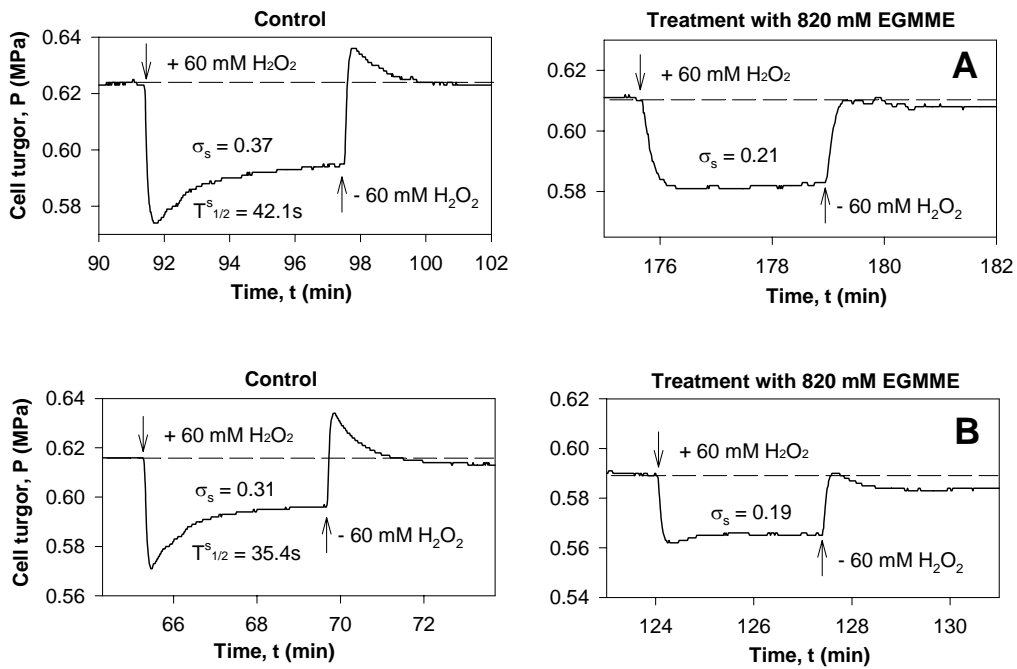 Control
Cell turgor, P (MPa)
0.64
0.62
0.60
0.58
+ 60 mM H₂O₂
σₛ = 0.37
Tˢ₁/₂ = 42.1s
- 60 mM H₂O₂
90 92 94 96 98 100 102
Time, t (min)
Treatment with 820 mM EGMME
A
0.62
0.60
0.58
+ 60 mM H₂O₂
σₛ = 0.21
- 60 mM H₂O₂
176 178 180 182
Time, t (min)
Control
Cell turgor, P (MPa)
0.64
0.62
0.60
0.58
0.56
+ 60 mM H₂O₂
σₛ = 0.31
Tˢ₁/₂ = 35.4s
- 60 mM H₂O₂
66 68 70 72
Time, t (min)
Treatment with 820 mM EGMME
B
0.62
0.60
0.58
0.56
0.54
+ 60 mM H₂O₂
σₛ = 0.19
- 60 mM H₂O₂
124 126 128 130
Time, t (min)